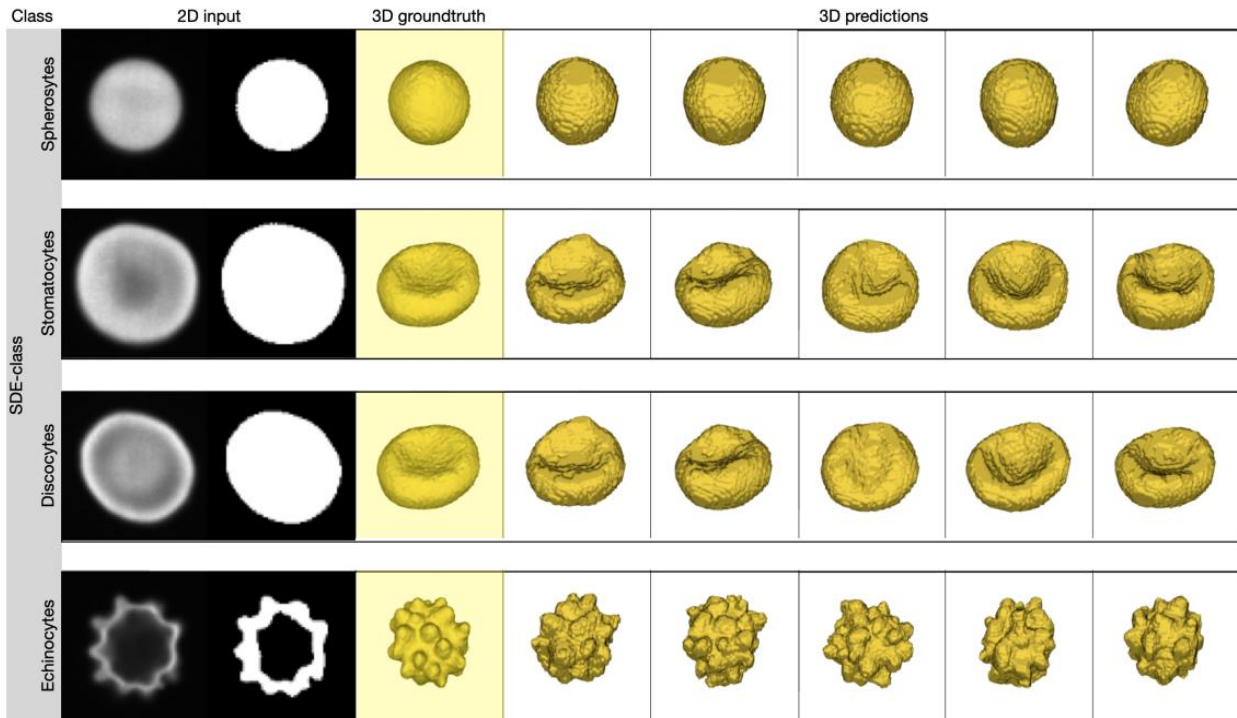 Class 2D input 3D groundtruth 3D predictions
SDE-class
Spherosytes
Stomatocytes
Discocytes
Echinocytes